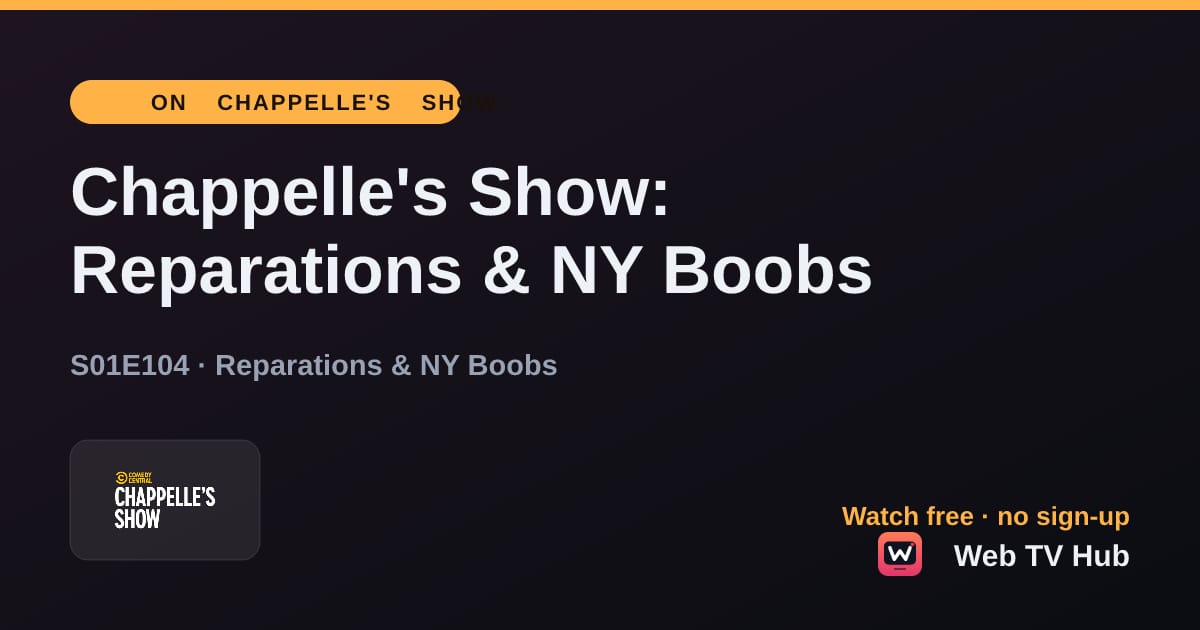 ON CHAPPELLE'S SHOW
Chappelle's Show:
Reparations & NY Boobs
S01E104 · Reparations & NY Boobs
COMEDY
CENTRAL
CHAPPELLE'S
SHOW
Watch free · no sign-up
W
Web TV Hub